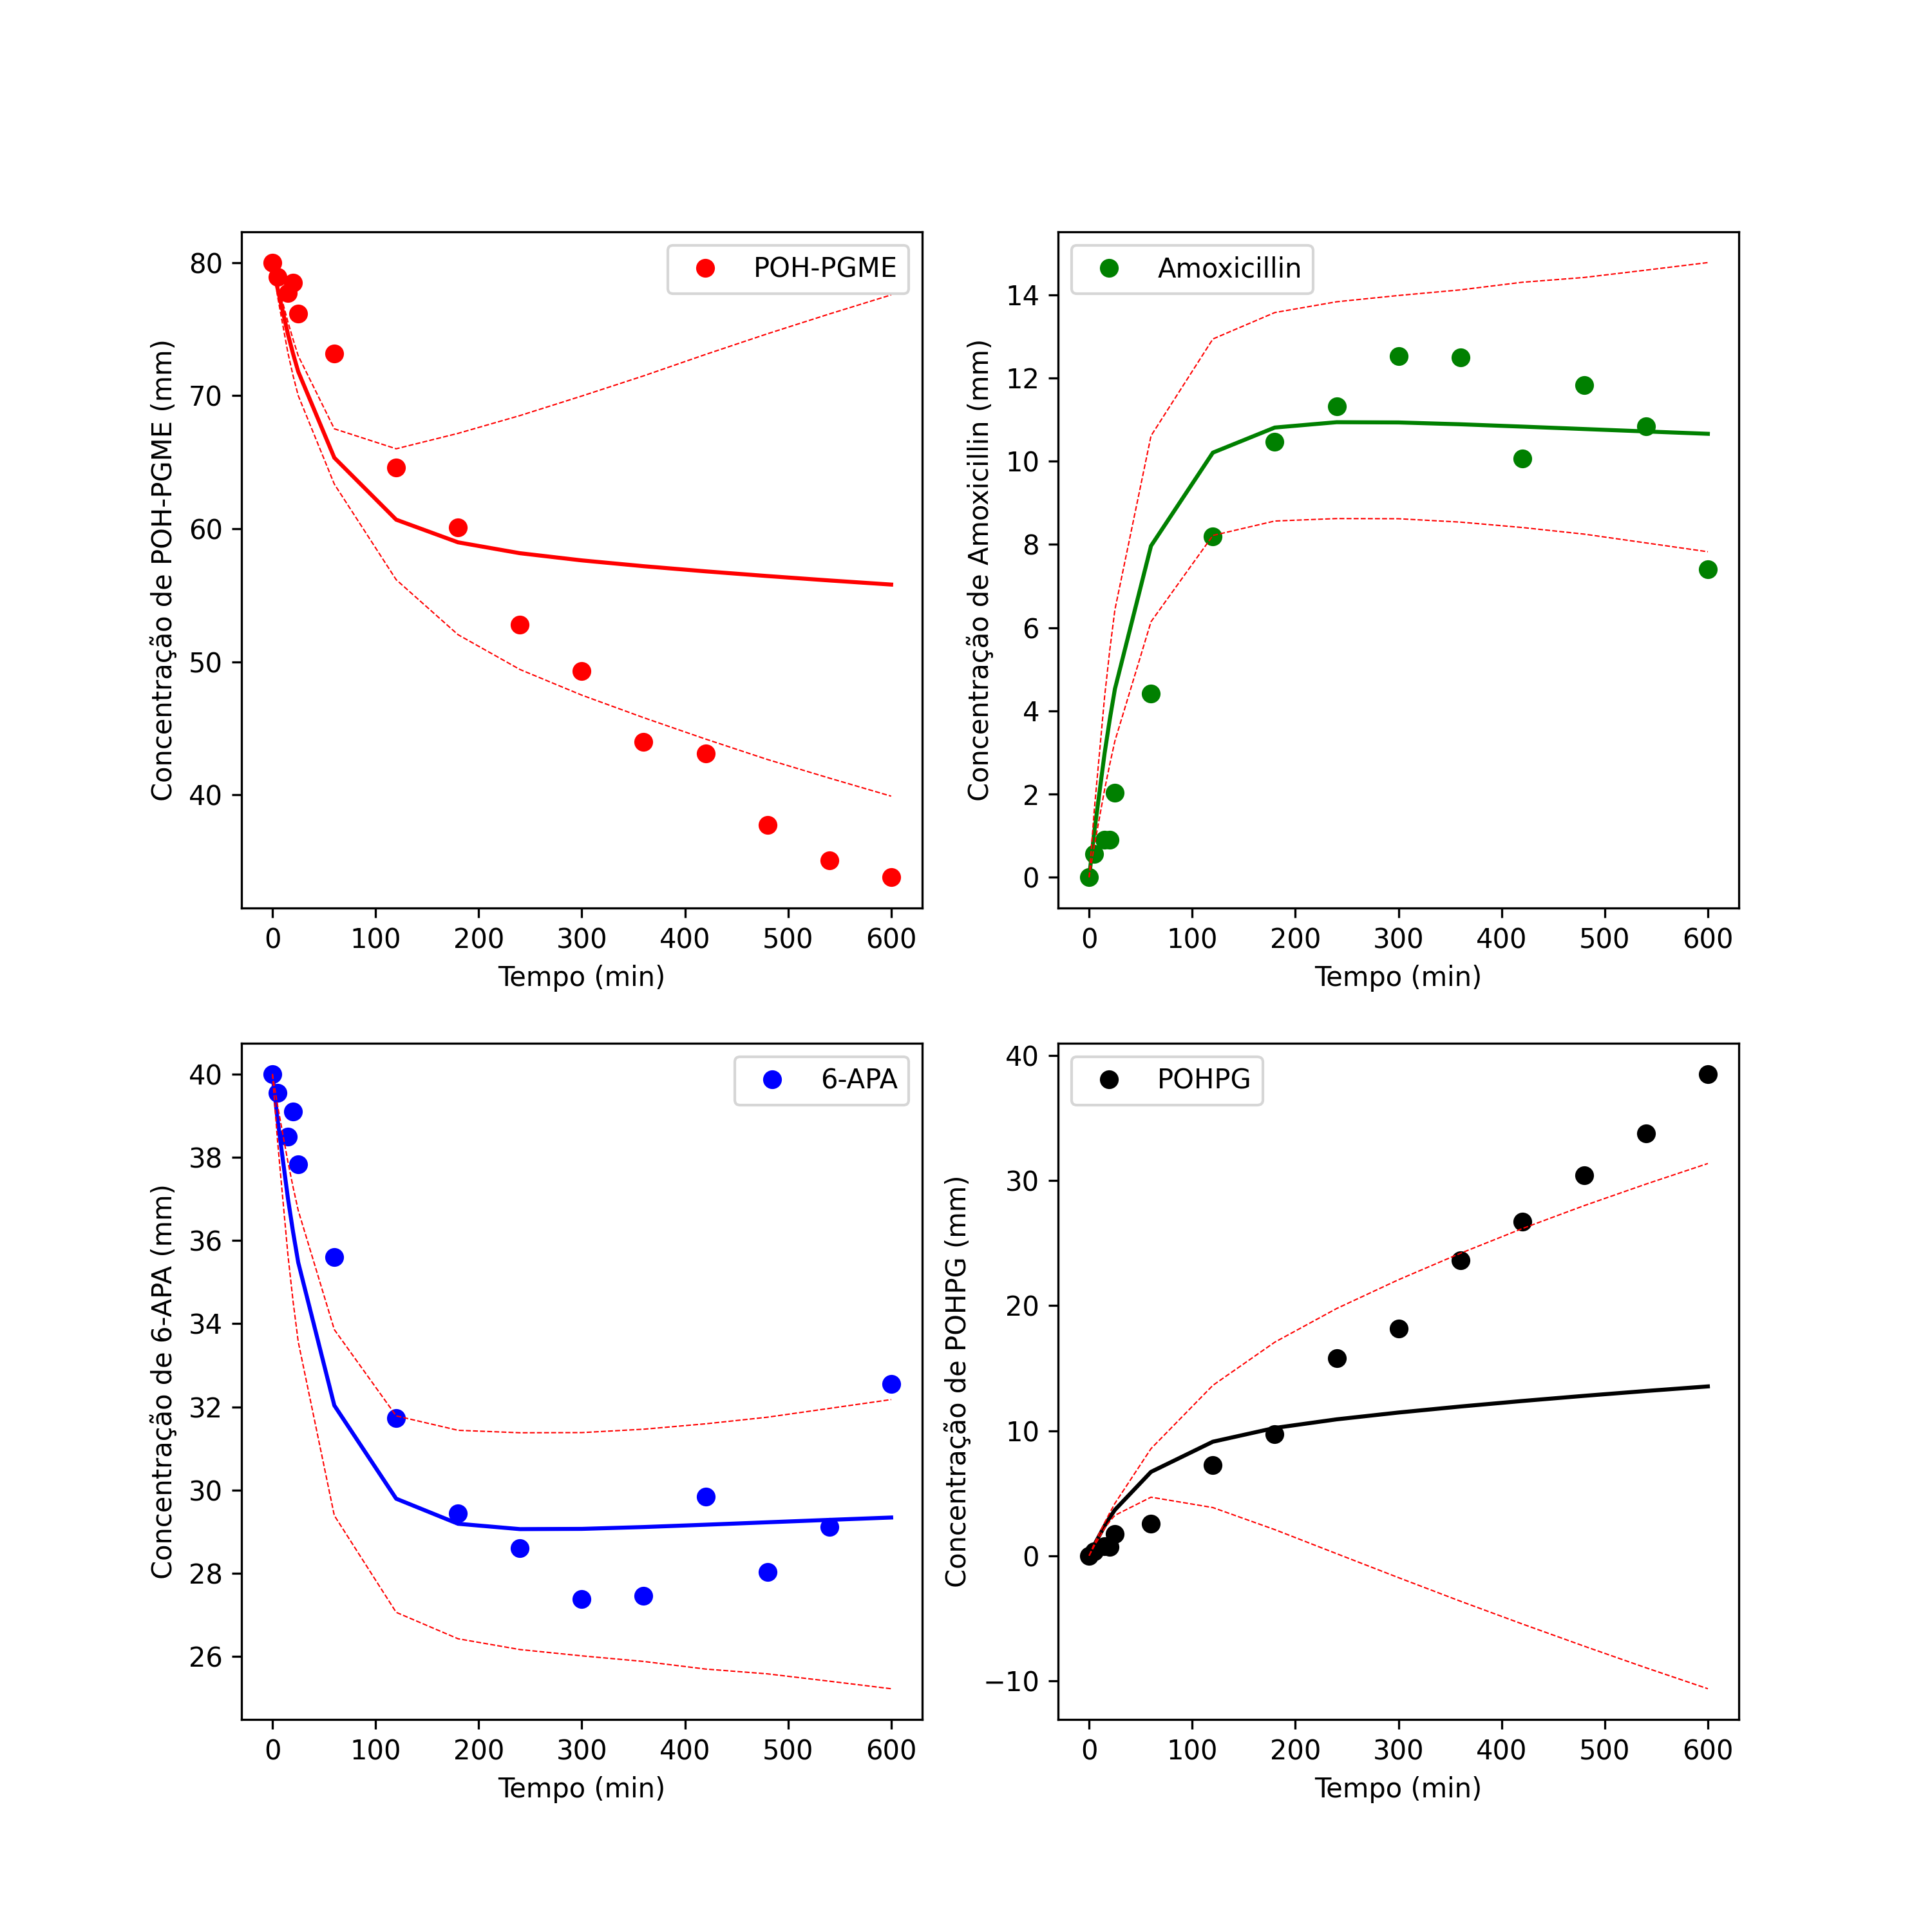 POH-PGME
80
70
60
50
40
Concentração de POH-PGME (mm)
0 100 200 300 400 500 600
Tempo (min)
Amoxicillin
14
12
10
8
6
4
2
0
Concentração de Amoxicillin (mm)
0 100 200 300 400 500 600
Tempo (min)
6-APA
40
38
36
34
32
30
28
26
Concentração de 6-APA (mm)
0 100 200 300 400 500 600
Tempo (min)
POHPG
40
30
20
10
0
−10
Concentração de POHPG (mm)
0 100 200 300 400 500 600
Tempo (min)